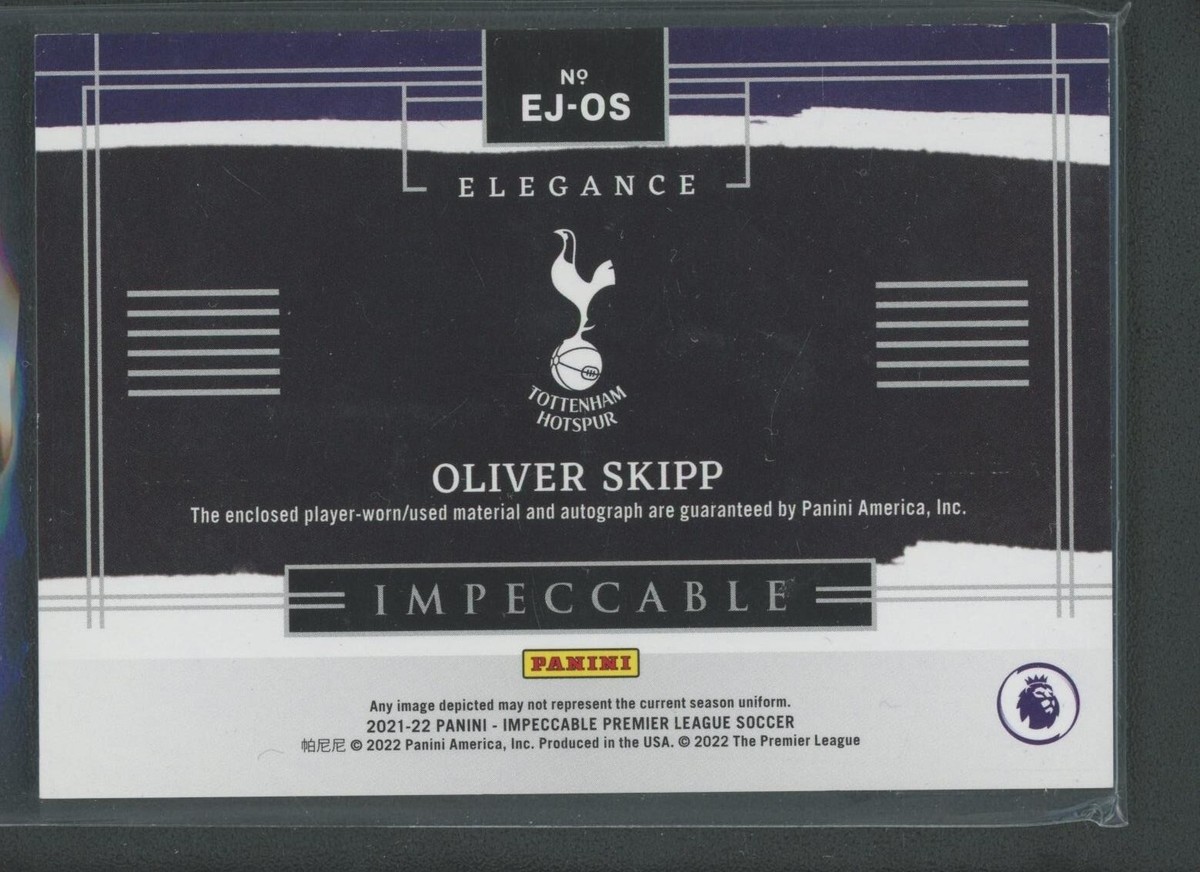 Nº
EJ-OS
ELEGANCE
TOTTENHAM
HOTSPUR
OLIVER SKIPP
The enclosed player-worn/used material and autograph are guaranteed by Panini America, Inc.
IMPECCABLE
PANINI
Any image depicted may not represent the current season uniform.
2021-22 PANINI - IMPECCABLE PREMIER LEAGUE SOCCER
帕尼尼 © 2022 Panini America, Inc. Produced in the USA. © 2022 The Premier League